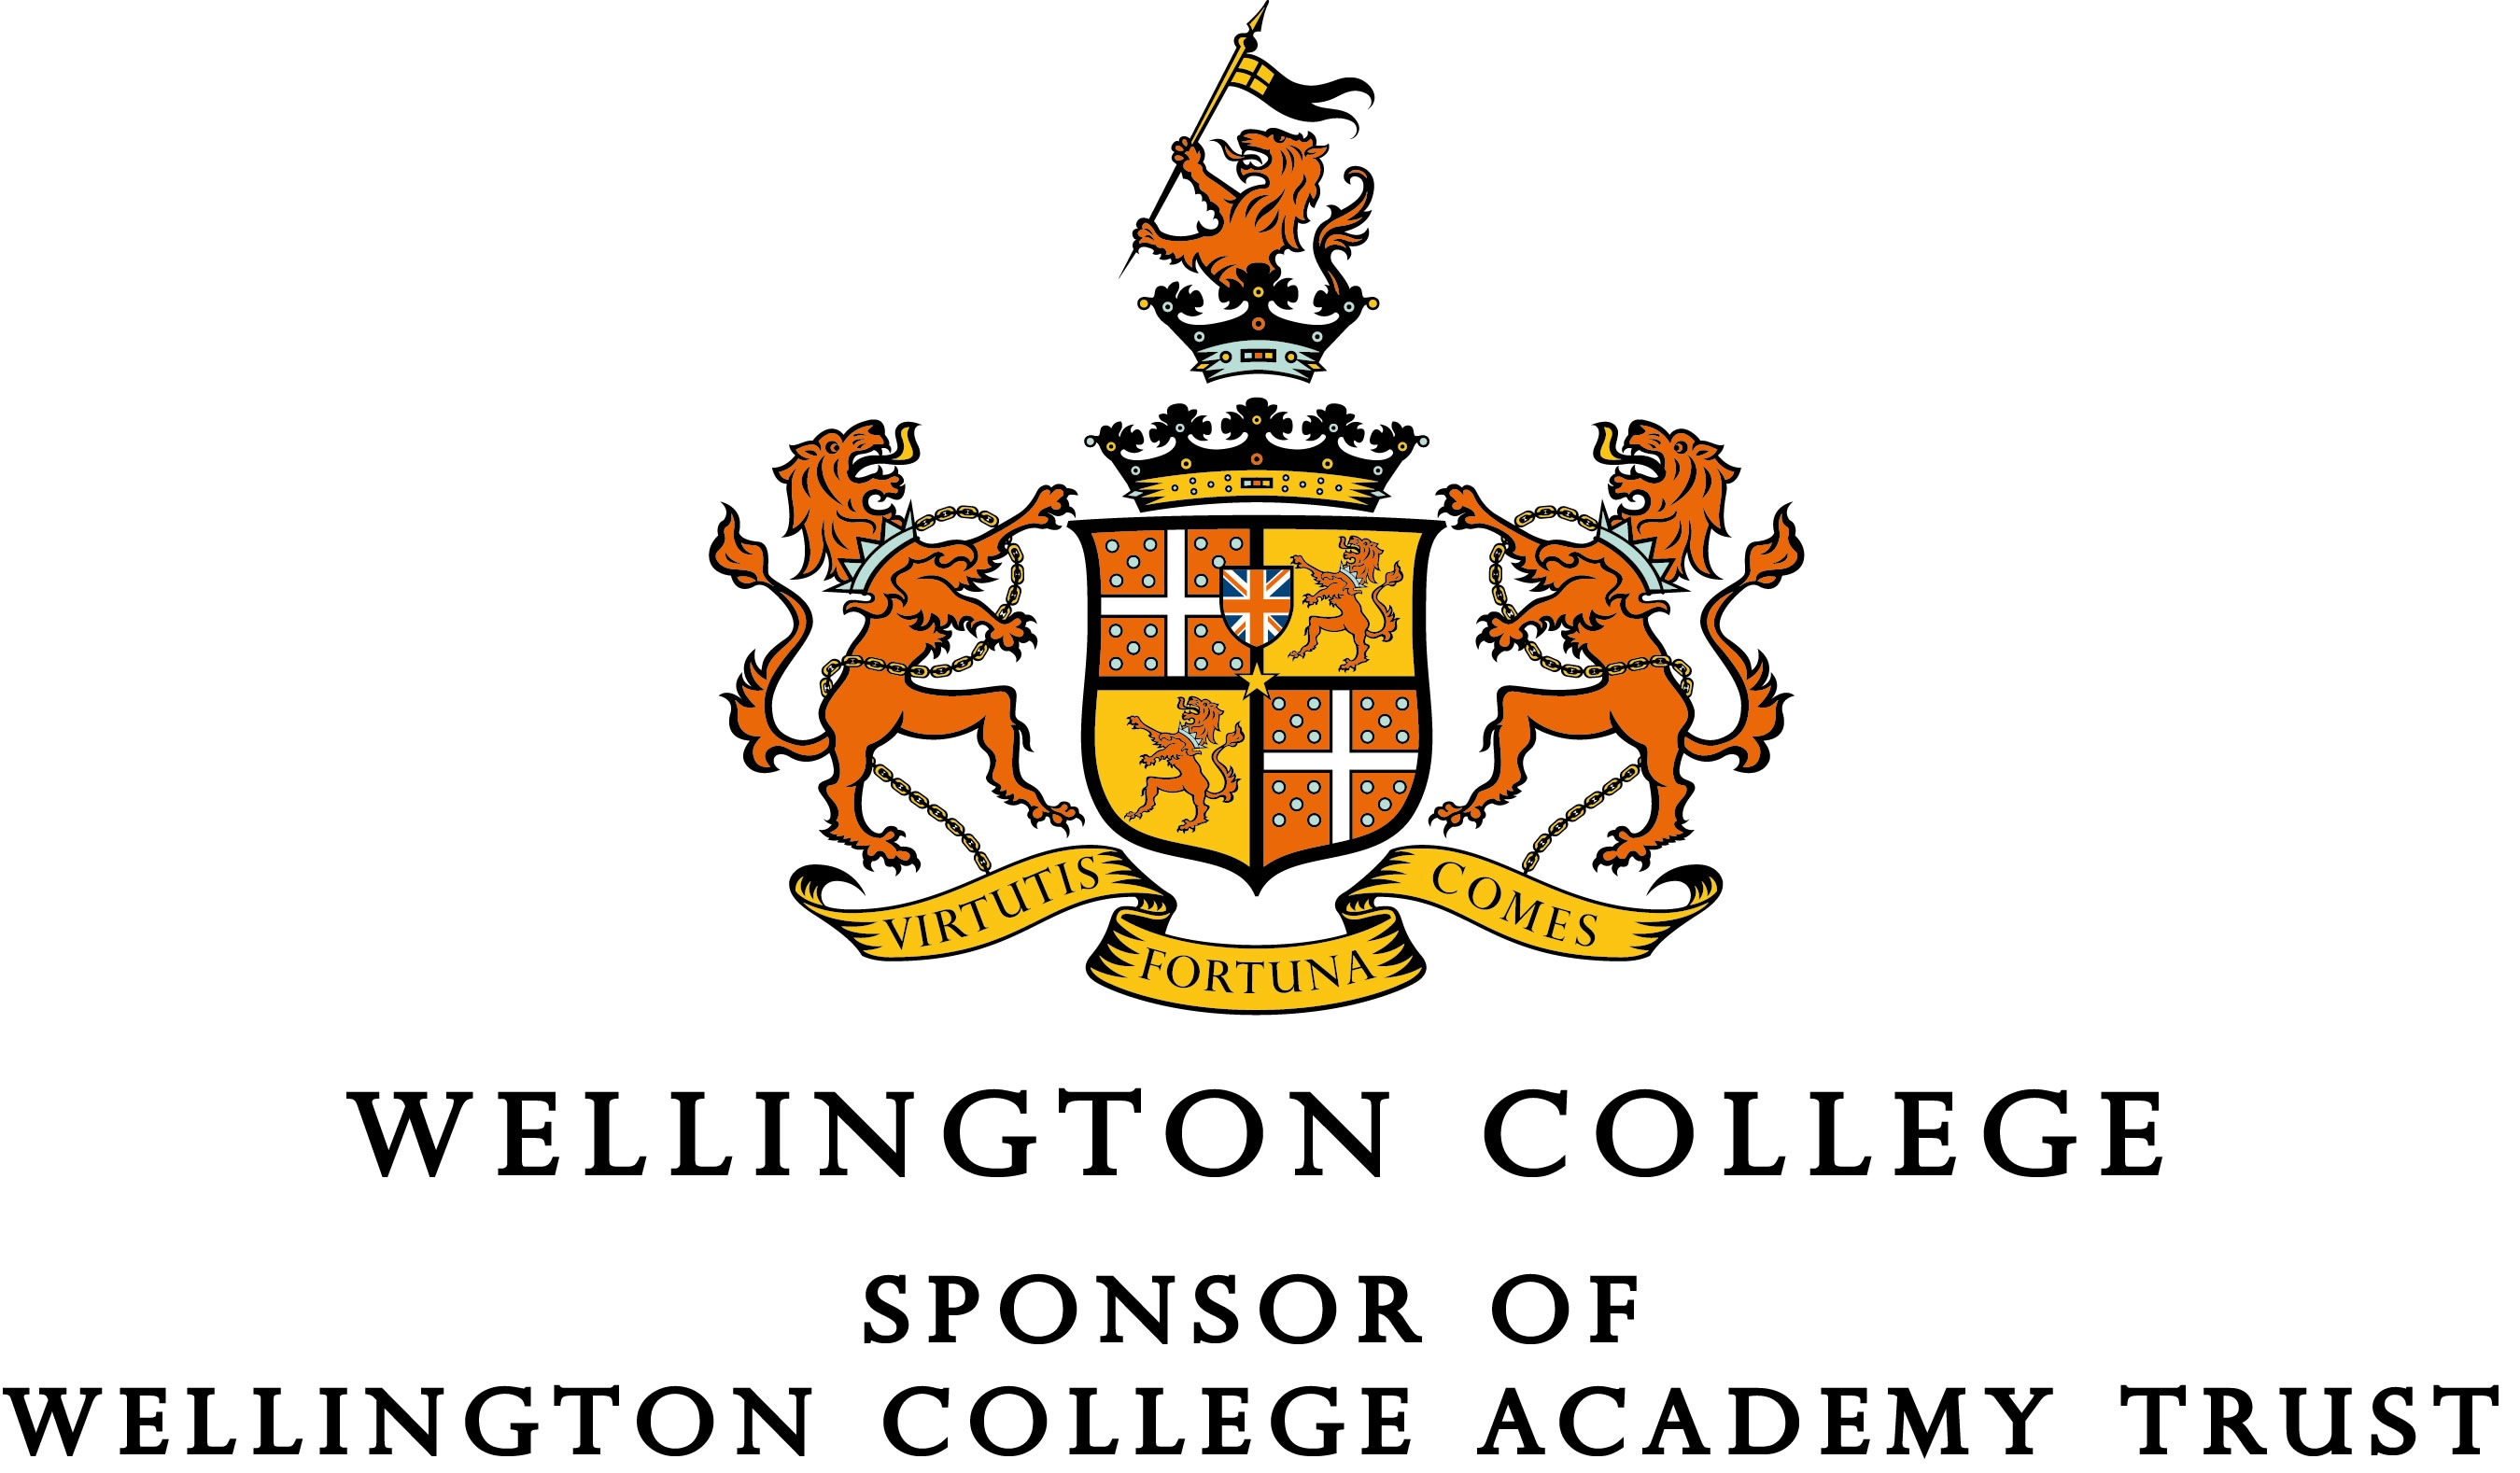 VIRTUTIS
FORTUNA
COMES
WELLINGTON COLLEGE
SPONSOR OF
WELLINGTON COLLEGE ACADEMY TRUST